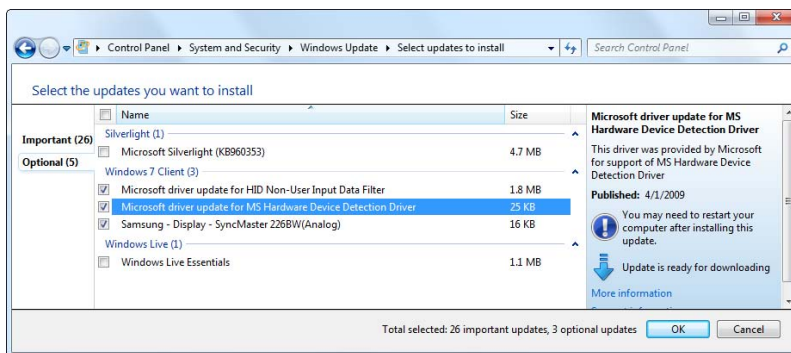 Control Panel ▸ System and Security ▸ Windows Update ▸ Select updates to install
Search Control Panel
Select the updates you want to install
Name Size
Important (26)
Optional (5)
Silverlight (1)
Microsoft Silverlight (KB960353) 4.7 MB
Windows 7 Client (3)
Microsoft driver update for HID Non-User Input Data Filter 1.8 MB
Microsoft driver update for MS Hardware Device Detection Driver 25 KB
Samsung - Display - SyncMaster 226BW(Analog) 16 KB
Windows Live (1)
Windows Live Essentials 1.1 MB
Microsoft driver update for MS
Hardware Device Detection Driver
This driver was provided by Microsoft
for support of MS Hardware Device
Detection Driver
Published: 4/1/2009
You may need to restart your
computer after installing this
update.
Update is ready for downloading
More information
Total selected: 26 important updates, 3 optional updates
OK
Cancel